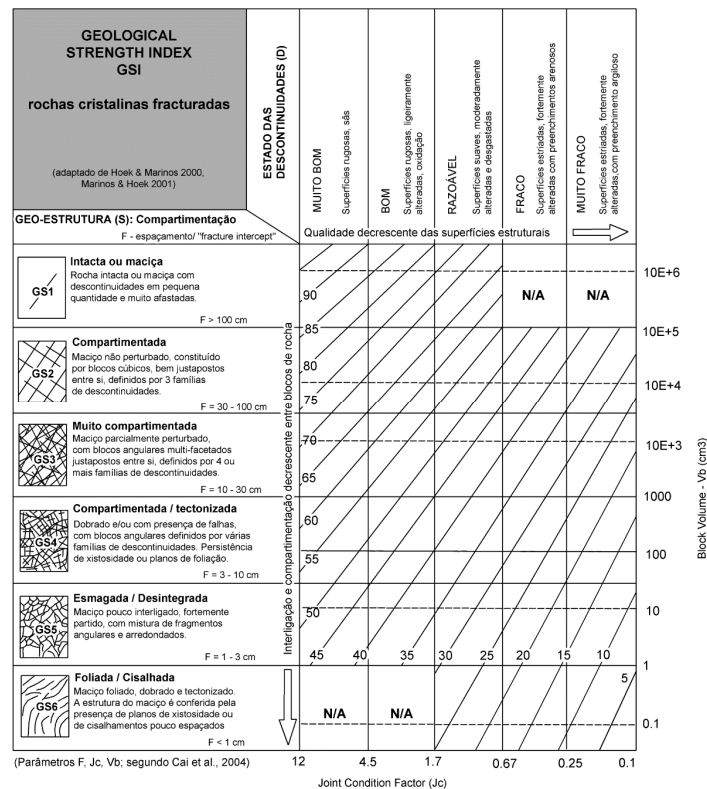 GEOLOGICAL
STRENGTH INDEX
GSI
rochas cristalinas fracturadas
(adaptado de Hoek & Marinos 2000,
Marinos & Hoek 2001)
ESTADO DAS
DESCONTINUIDADES (D)
MUITO BOM
Superfícies rugosas, sãs
BOM
Superfícies rugosas, ligeiramente
alteradas, oxidação
RAZOÁVEL
Superfícies suaves, moderadamente
alteradas e desgastadas
FRACO
Superfícies estriadas, fortemente
alteradas com preenchimentos arenosos
MUITO FRACO
Superfícies estriadas, fortemente
alteradas,com preenchimento argiloso
GEO-ESTRUTURA (S): Compartimentação
F - espaçamento/ "fracture intercept"
Qualidade decrescente das superfícies estruturais
GS1
Intacta ou maciça
Rocha intacta ou maciça com
descontinuidades em pequena
quantidade e muito afastadas.
F > 100 cm
GS2
Compartimentada
Maciço não perturbado, constituído
por blocos cúbicos, bem justapostos
entre si, definidos por 3 famílias
de descontinuidades.
F = 30 - 100 cm
GS3
Muito compartimentada
Maciço parcialmente perturbado,
com blocos angulares multi-facetados
justapostos entre si, definidos por 4 ou
mais famílias de descontinuidades.
F = 10 - 30 cm
GS4
Compartimentada / tectonizada
Dobrado e/ou com presença de falhas,
com blocos angulares definidos por várias
famílias de descontinuidades. Persistência
de xistosidade ou planos de foliação.
F = 3 - 10 cm
GS5
Esmagada / Desintegrada
Maciço pouco interligado, fortemente
partido, com mistura de fragmentos
angulares e arredondados.
F = 1 - 3 cm
GS6
Foliada / Cisalhada
Maciço foliado, dobrado e tectonizado.
A estrutura do maciço é conferida pela
presença de planos de xistosidade ou
de cisalhamentos pouco espaçados
F < 1 cm
Interligação e compartimentação decrescente entre blocos de rocha
90
N/A
N/A
85
80
75
70
65
60
55
50
45
40
35
30
25
20
15
10
5
N/A
N/A
10E+6
10E+5
10E+4
10E+3
1000
100
10
1
0.1
Block Volume - Vb (cm3)
(Parâmetros F, Jc, Vb; segundo Cai et al., 2004)
12
4.5
1.7
0.67
0.25
0.1
Joint Condition Factor (Jc)